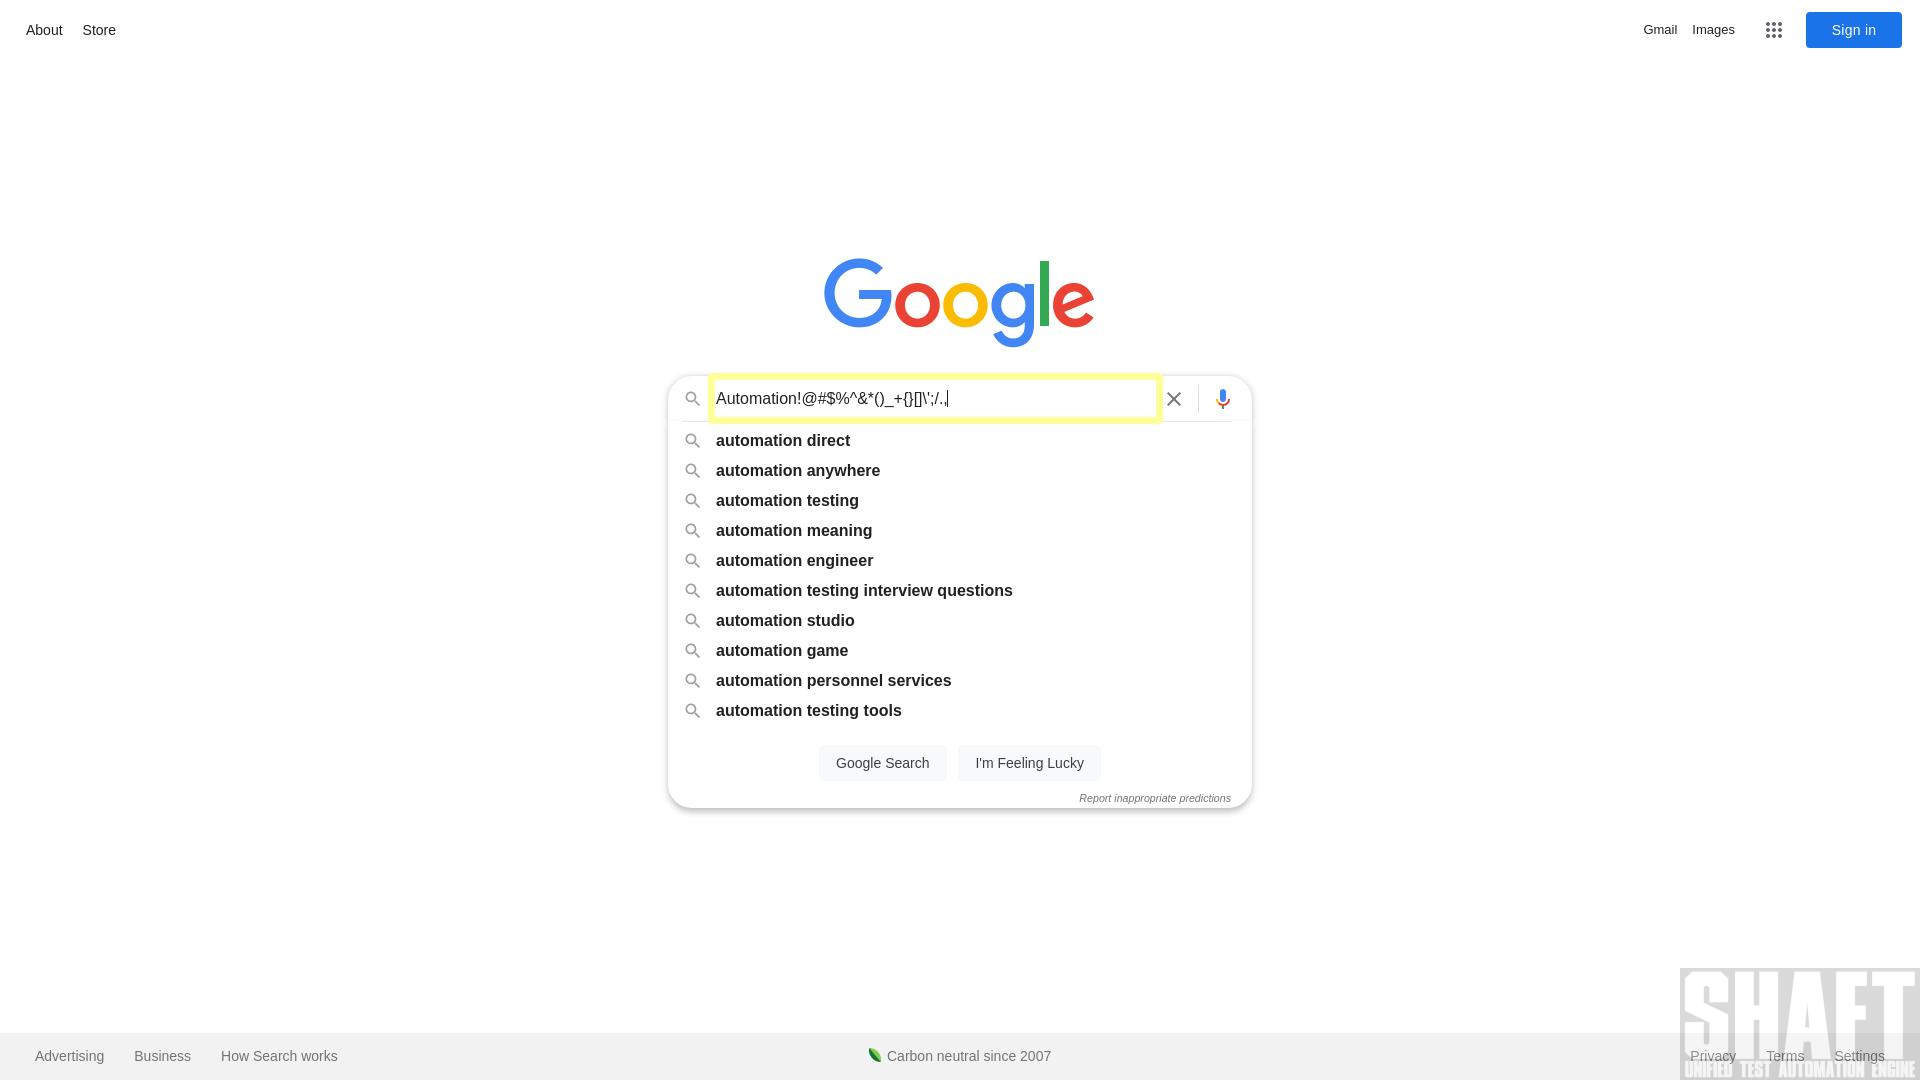 About Store
Gmail Images
Sign in
Google
Automation!@#$%^&*()_+{}[]\';/.,
automation direct
automation anywhere
automation testing
automation meaning
automation engineer
automation testing interview questions
automation studio
automation game
automation personnel services
automation testing tools
Google Search I'm Feeling Lucky
Report inappropriate predictions
SHAFT
Advertising Business How Search works Carbon neutral since 2007 Privacy Terms Settings
UNIFIED TEST AUTOMATION ENGINE